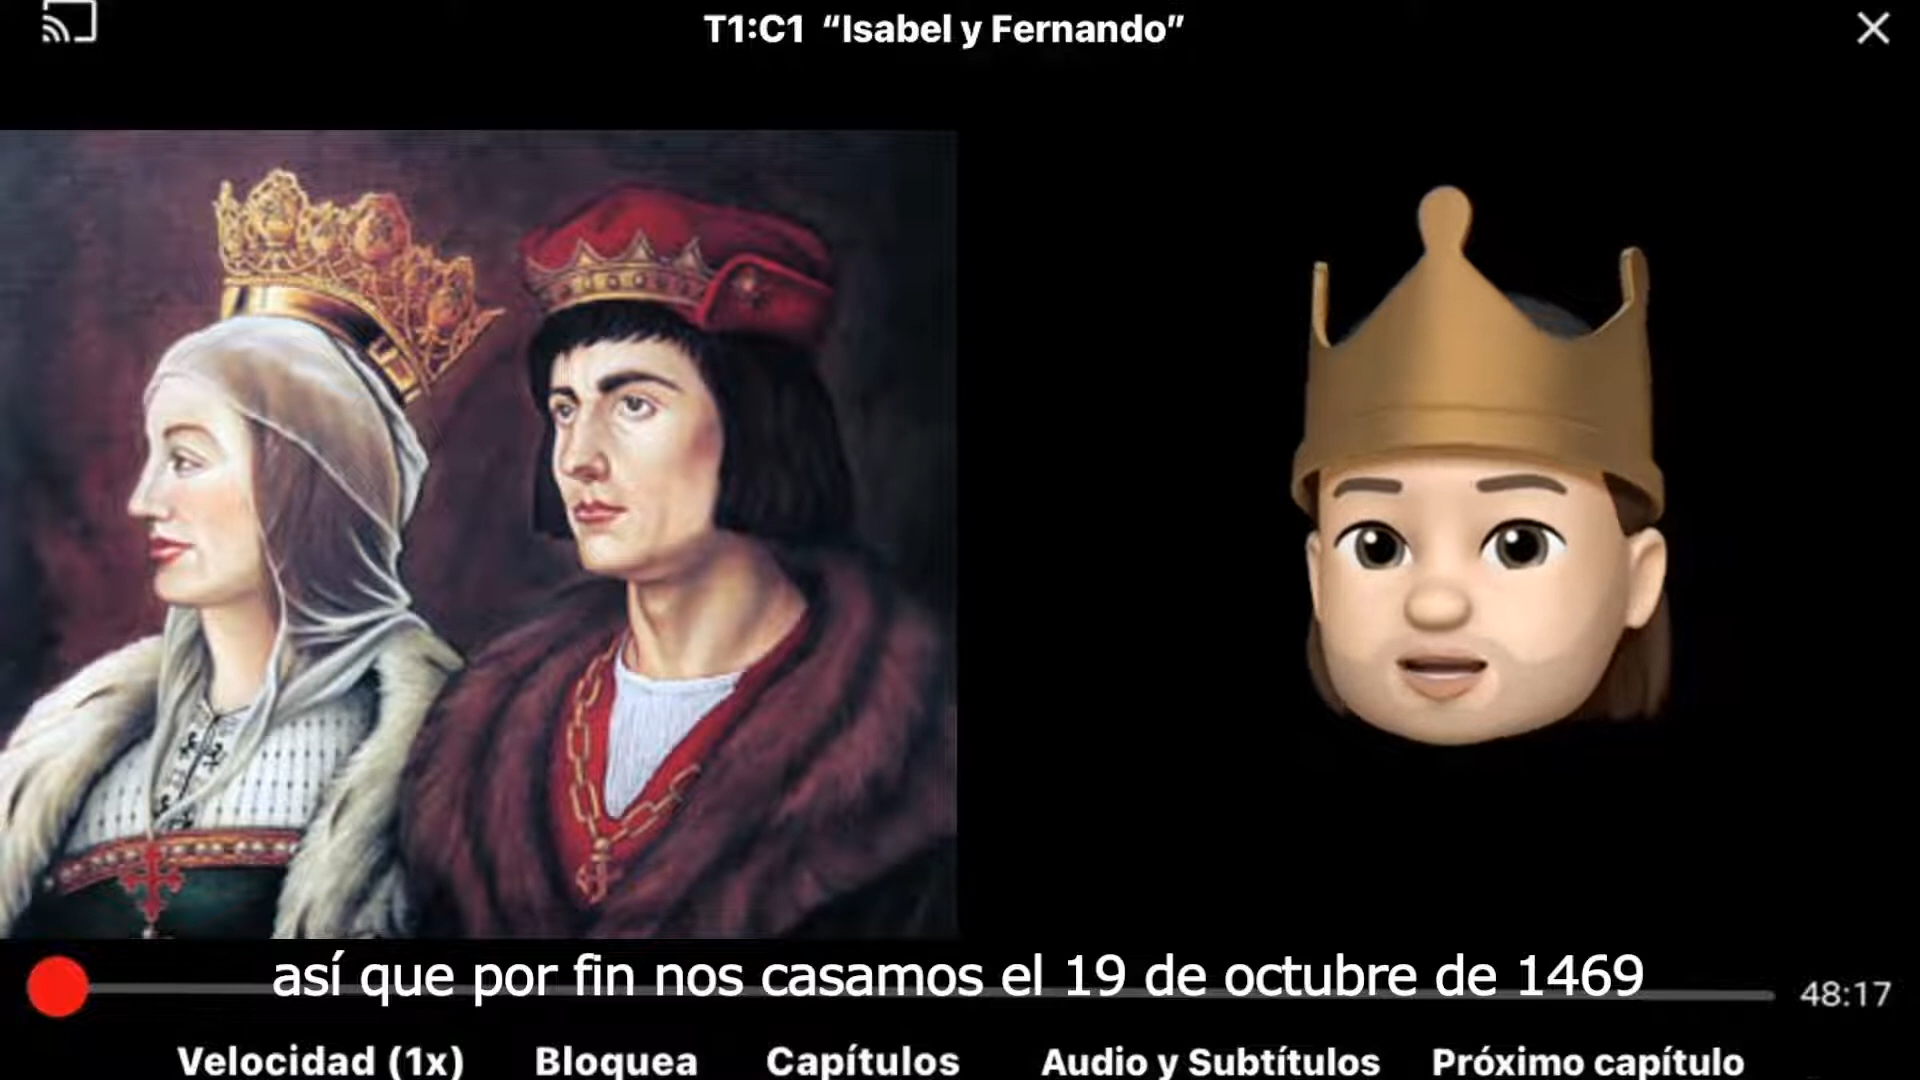 T1:C1 “Isabel y Fernando”
así que por fin nos casamos el 19 de octubre de 1469
48:17
Velocidad (1x) Bloquea Capítulos Audio y Subtítulos Próximo capítulo